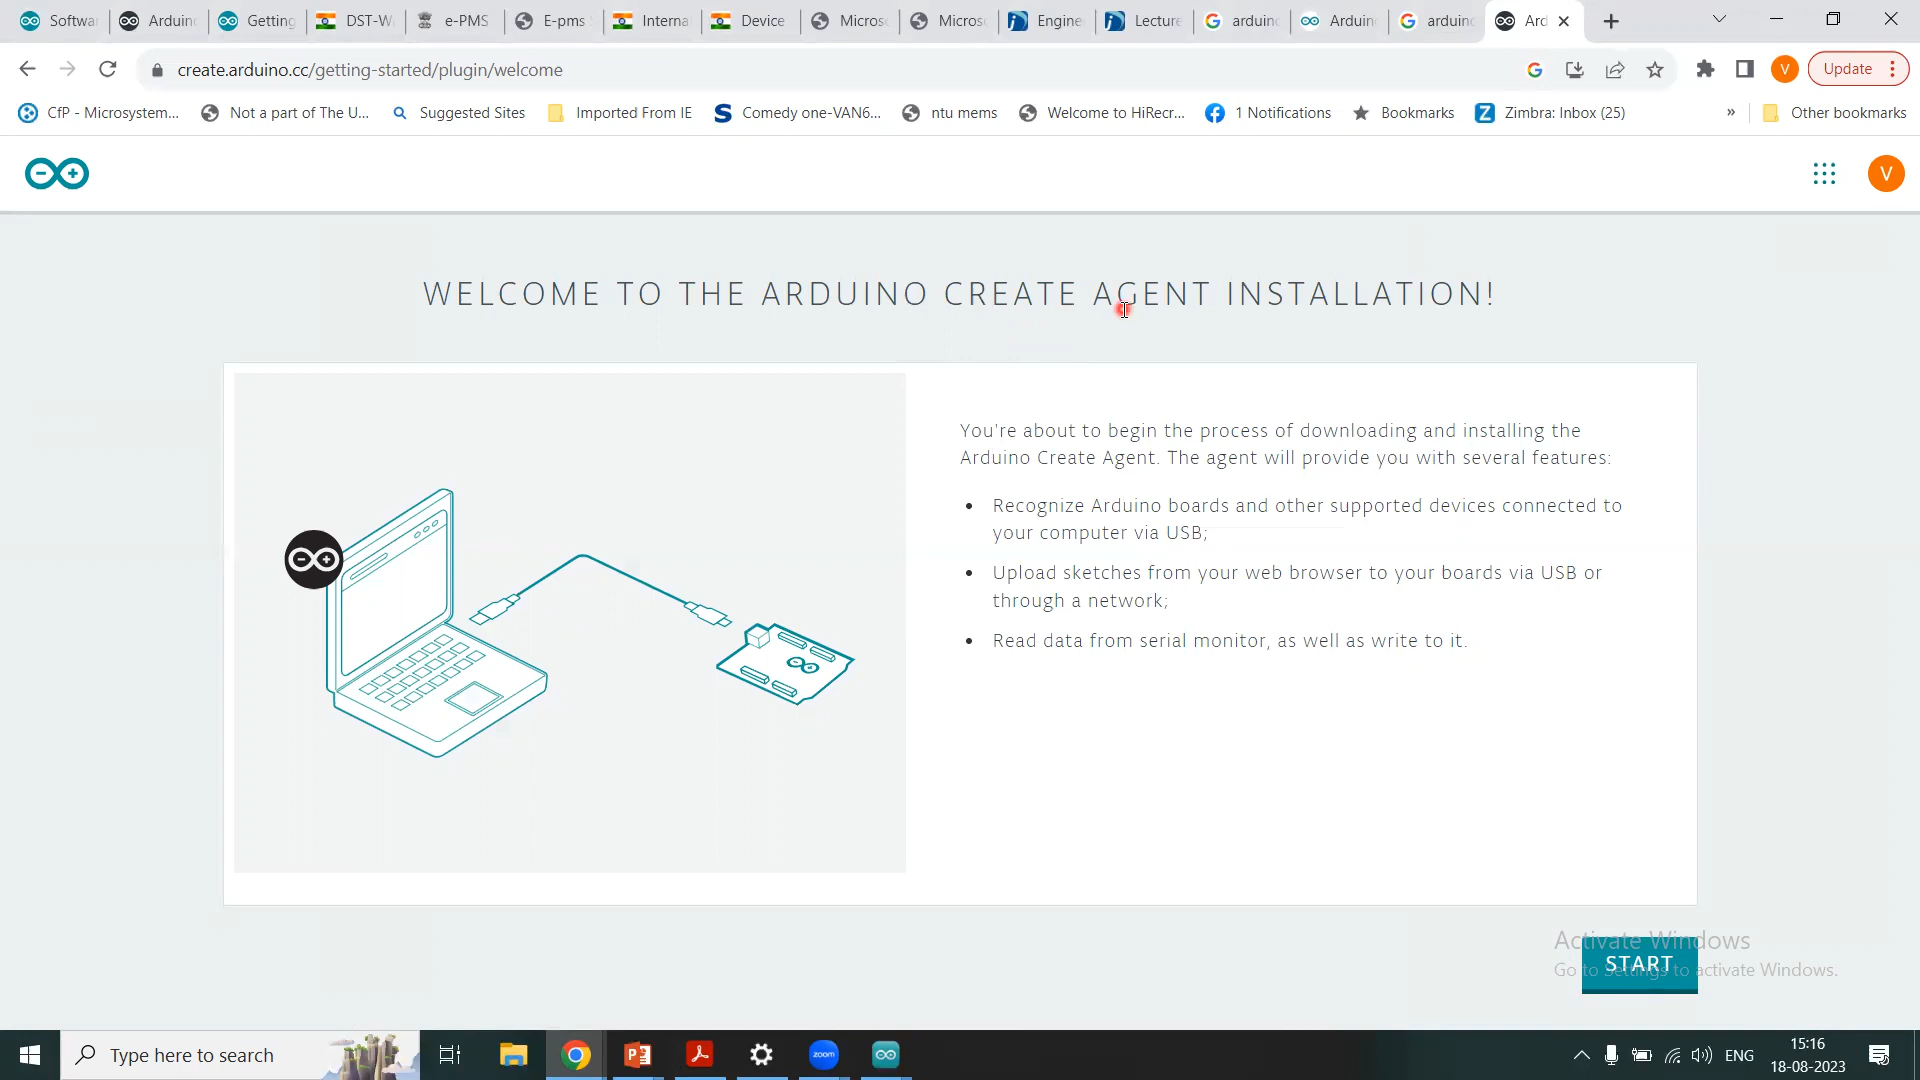 Softwa
Arduin
Getting
DST-W
e-PMS
E-pms
Interna
Device
Micros
Micros
Engine
Lecture
arduin
Arduin
arduin
Ard
create.arduino.cc/getting-started/plugin/welcome
V
Update
CfP - Microsystem...
Not a part of The U...
Suggested Sites
Imported From IE
Comedy one-VAN6...
ntu mems
Welcome to HiRecr...
1 Notifications
Bookmarks
Zimbra: Inbox (25)
»
Other bookmarks
V
WELCOME TO THE ARDUINO CREATE AGENT INSTALLATION!
You're about to begin the process of downloading and installing the
Arduino Create Agent. The agent will provide you with several features:
• Recognize Arduino boards and other supported devices connected to
your computer via USB;
• Upload sketches from your web browser to your boards via USB or
through a network;
• Read data from serial monitor, as well as write to it.
Activate Windows
START
Go to Settings to activate Windows.
Type here to search
zoom
ENG
15:16
18-08-2023